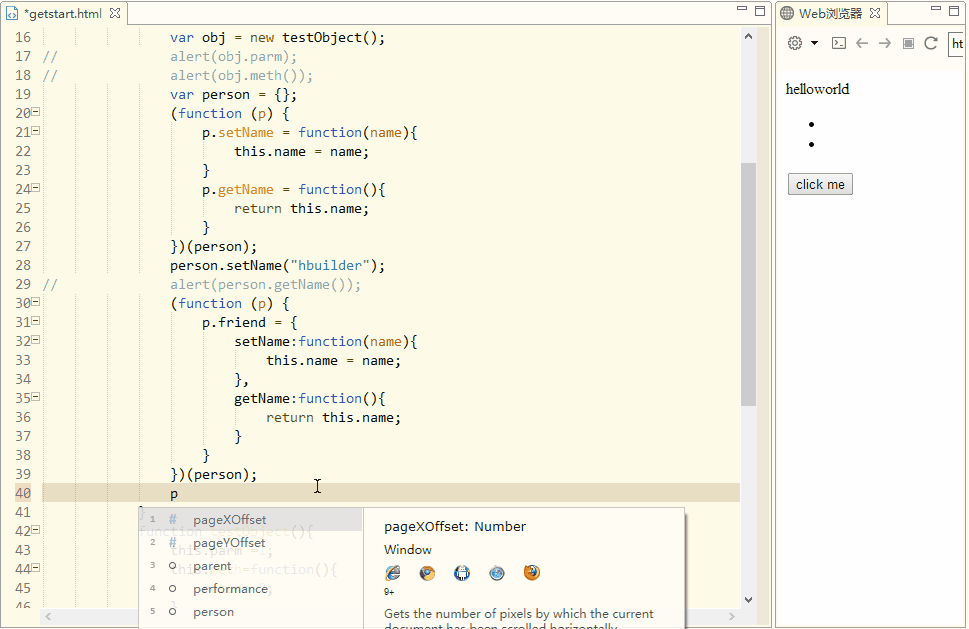 *getstart.html
16 var obj = new testObject();
17 // alert(obj.parm);
18 // alert(obj.meth());
19 var person = {};
20 (function (p) {
21 p.setName = function(name){
22 this.name = name;
23 }
24 p.getName = function(){
25 return this.name;
26 }
27 })(person);
28 person.setName("hbuilder");
29 // alert(person.getName());
30 (function (p) {
31 p.friend = {
32 setName:function(name){
33 this.name = name;
34 },
35 getName:function(){
36 return this.name;
37 }
38 }
39 })(person);
40 p
41 }
42 function testObject(){
43 this.parm
44 =function(){
45
46
1 # pageXOffset
2 # pageYOffset
3 parent
4 performance
5 person
pageXOffset: Number
Window
9+
Gets the number of pixels by which the current
document has been scrolled horizontally
Web浏览器
ht
helloworld
click me